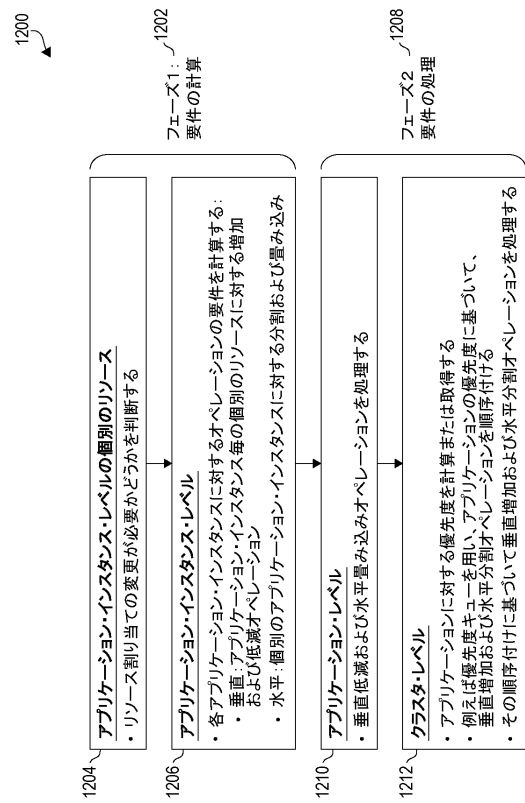 1200
1202
フェーズ1:
要件の計算
1204
アプリケーション・インスタンス・レベルの個別のリソース
• リソース割り当ての変更が必要かどうかを判断する
1206
アプリケーション・インスタンス・レベル
• 各アプリケーション・インスタンスに対するオペレーションの要件を計算する:
• 垂直:アプリケーション・インスタンス毎の個別のリソースに対する増加
および低減オペレーション
• 水平:個別のアプリケーション・インスタンスに対する分割および畳み込み
1208
フェーズ2
要件の処理
1210
アプリケーション・レベル
• 垂直低減および水平畳み込みオペレーションを処理する
1212
クラスタ・レベル
• アプリケーションに対する優先度を計算または取得する
• 例えば優先度キューを用い、アプリケーションの優先度に基づいて、
垂直増加および水平分割オペレーションを順序付ける
• その順序付けに基づいて垂直増加および水平分割オペレーションを処理する